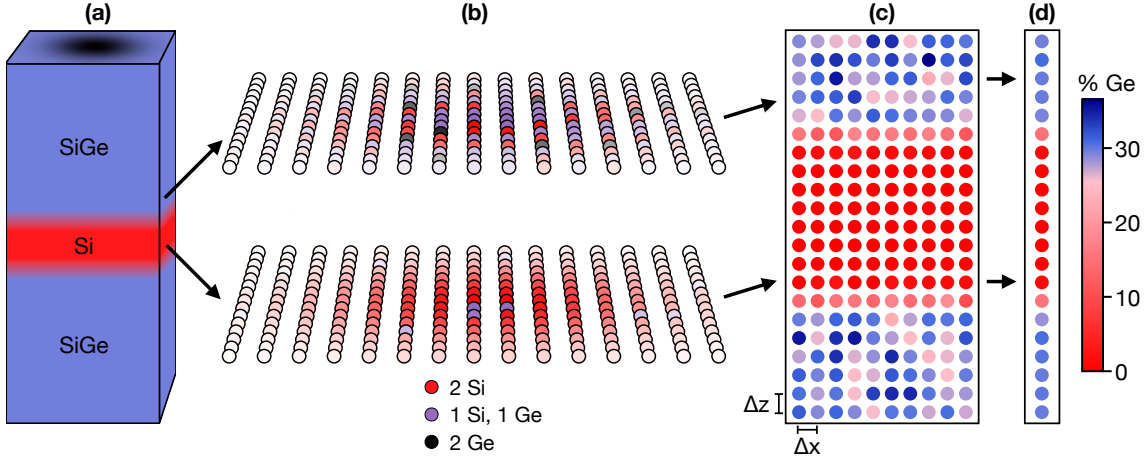 (a)
(b)
(c)
(d)
SiGe
Si
SiGe
2 Si
1 Si, 1 Ge
2 Ge
Δz
Δx
% Ge
30
20
10
0